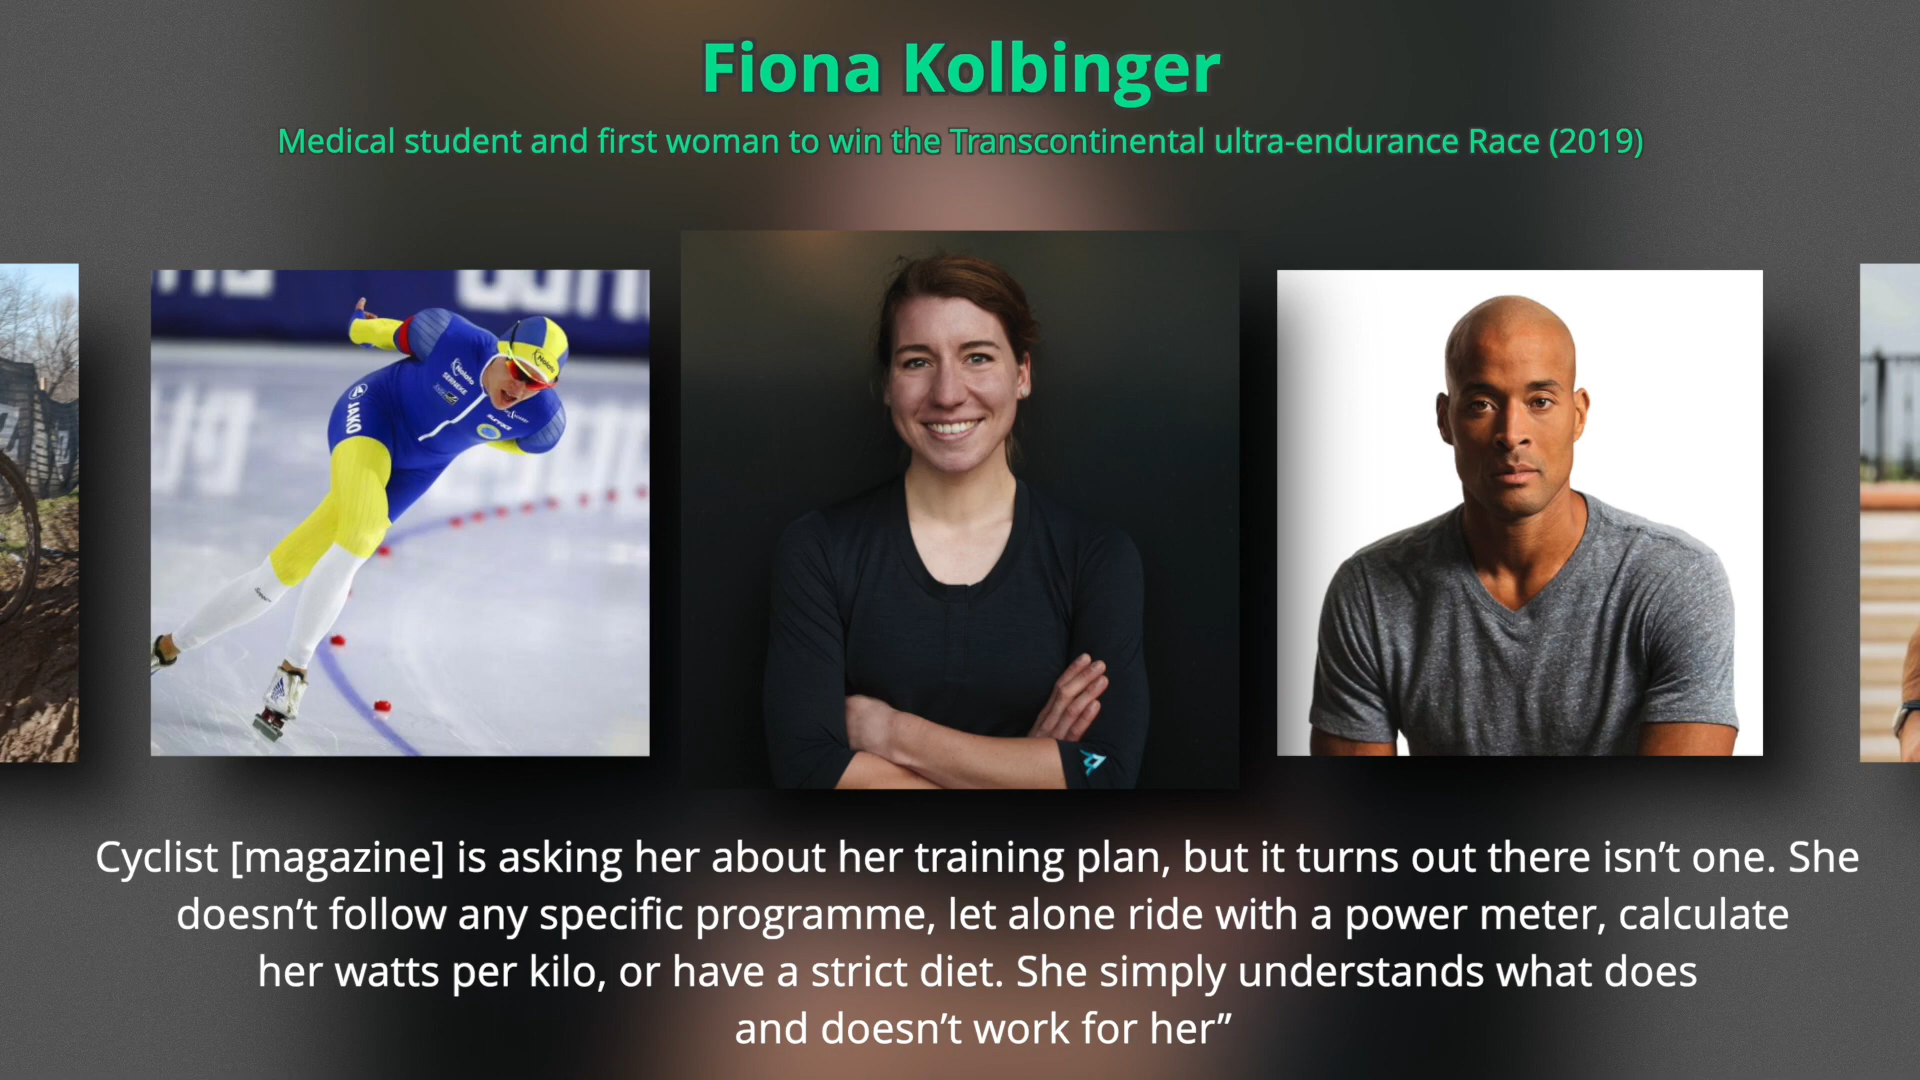 Fiona Kolbinger
Medical student and first woman to win the Transcontinental ultra-endurance Race (2019)
Nololo
SERNEKE
JAKO
Cyclist [magazine] is asking her about her training plan, but it turns out there isn’t one. She
doesn’t follow any specific programme, let alone ride with a power meter, calculate
her watts per kilo, or have a strict diet. She simply understands what does
and doesn’t work for her”